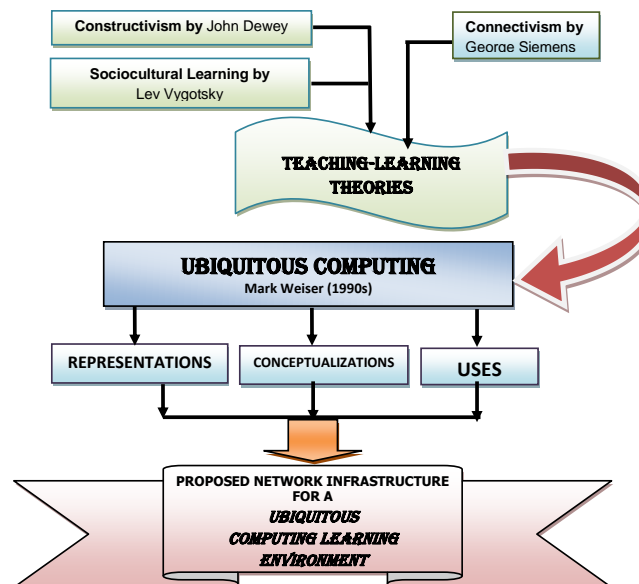 Constructivism by John Dewey
Sociocultural Learning by
Lev Vygotsky
Connectivism by
George Siemens
TEACHING-LEARNING
THEORIES
UBIQUITOUS COMPUTING
Mark Weiser (1990s)
REPRESENTATIONS
CONCEPTUALIZATIONS
USES
PROPOSED NETWORK INFRASTRUCTURE
FOR A
UBIQUITOUS
COMPUTING LEARNING
ENVIRONMENT